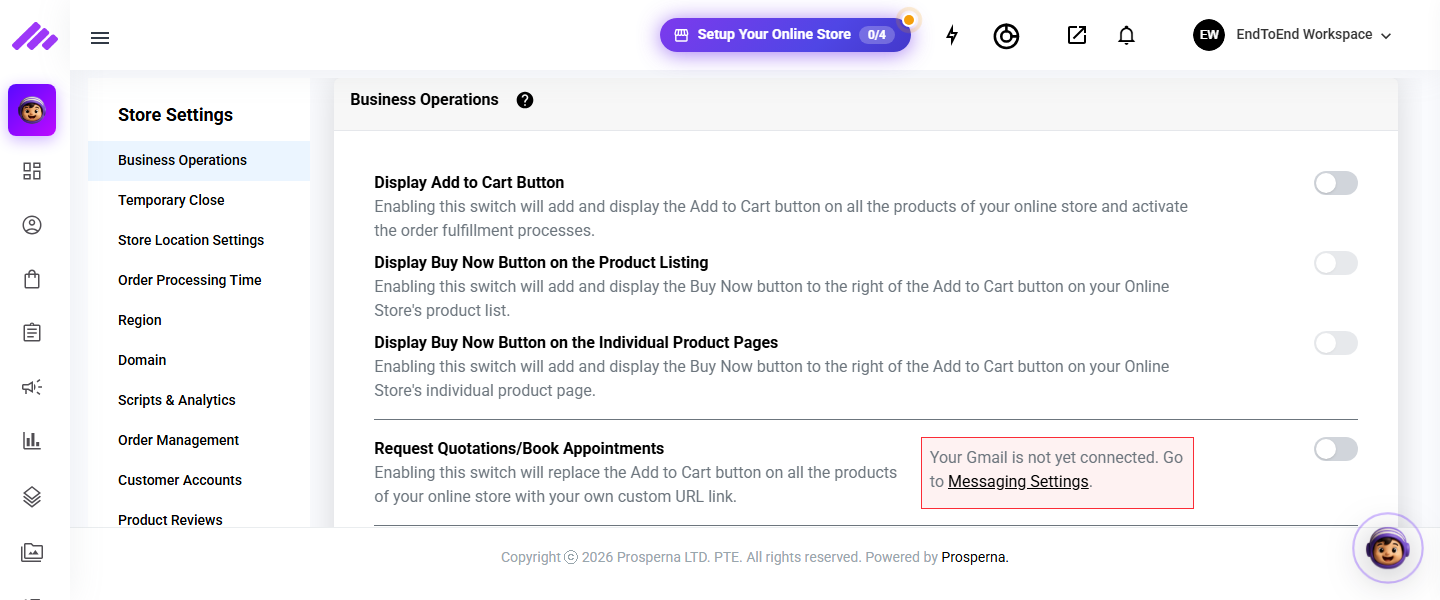 Setup Your Online Store 0/4
EW EndToEnd Workspace
Store Settings
Business Operations
Temporary Close
Store Location Settings
Order Processing Time
Region
Domain
Scripts & Analytics
Order Management
Customer Accounts
Product Reviews
Business Operations
Display Add to Cart Button
Enabling this switch will add and display the Add to Cart button on all the products of your online store and activate
the order fulfillment processes.
Display Buy Now Button on the Product Listing
Enabling this switch will add and display the Buy Now button to the right of the Add to Cart button on your Online
Store's product list.
Display Buy Now Button on the Individual Product Pages
Enabling this switch will add and display the Buy Now button to the right of the Add to Cart button on your Online
Store's individual product page.
Request Quotations/Book Appointments
Enabling this switch will replace the Add to Cart button on all the products
of your online store with your own custom URL link.
Your Gmail is not yet connected. Go
to Messaging Settings.
Copyright © 2026 Prosperna LTD. PTE. All rights reserved. Powered by Prosperna.